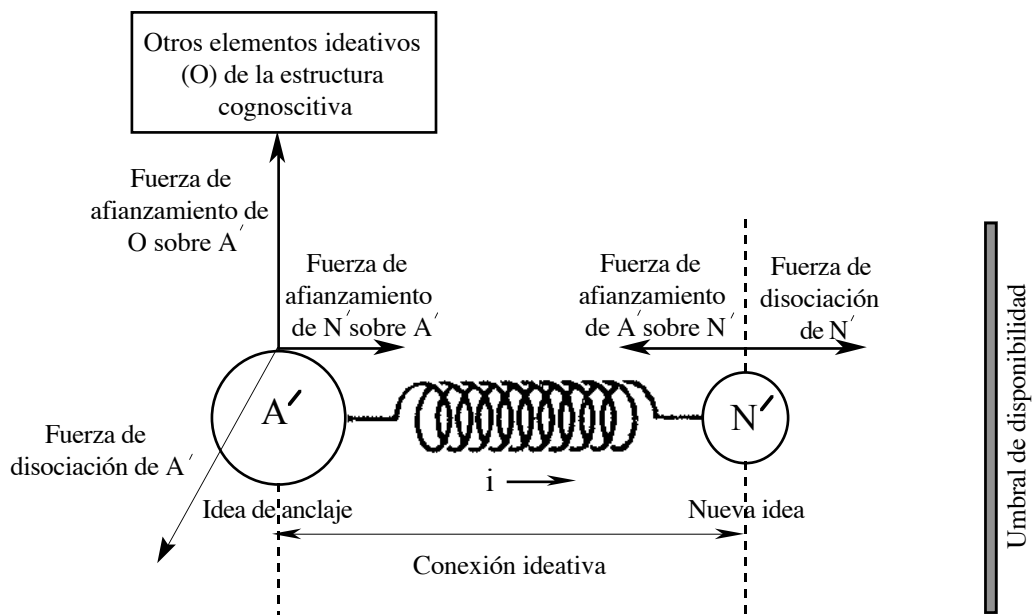 Otros elementos ideativos
(O) de la estructura
cognoscitiva
Fuerza de
afianzamiento de
O sobre A′
Fuerza de
afianzamiento
de N′ sobre A′
Fuerza de
afianzamiento
de A′ sobre N′
Fuerza de
disociación
de N′
A′
N′
Fuerza de
disociación de A′
i
Idea de anclaje
Nueva idea
Conexión ideativa
Umbral de disponibilidad